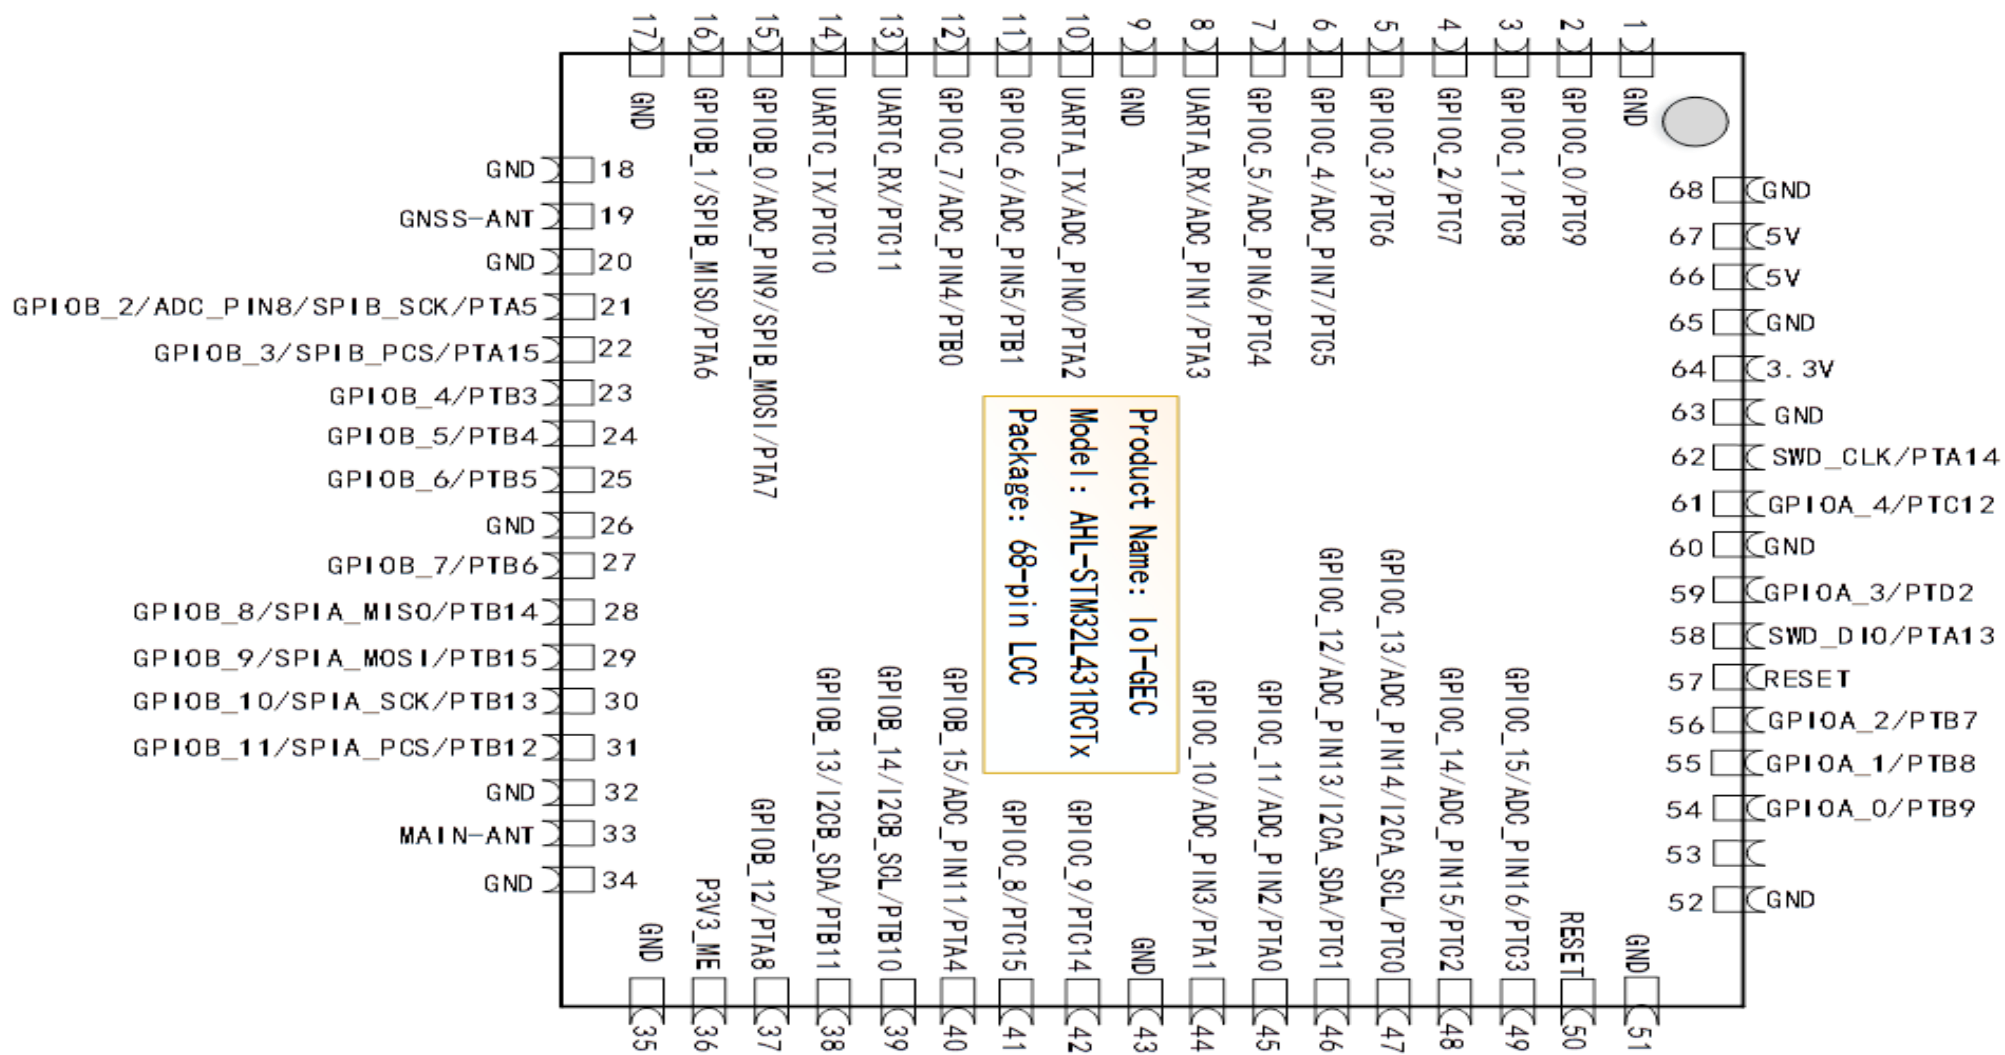 17
16
15
14
13
12
11
10
9
8
7
6
5
4
3
2
1
GND
GPIOB_1/SPIB_MISO/PTA6
GPIOB_0/ADC_PIN9/SPIB_MOSI/PTA7
UARTC_TX/PTC10
UARTC_RX/PTC11
GPIOC_7/ADC_PIN4/PTB0
GPIOC_6/ADC_PIN5/PTB1
UARTA_TX/ADC_PIN0/PTA2
GND
UARTA_RX/ADC_PIN1/PTA3
GPIOC_5/ADC_PIN6/PTC4
GPIOC_4/ADC_PIN7/PTC5
GPIOC_3/PTC6
GPIOC_2/PTC7
GPIOC_1/PTC8
GPIOC_0/PTC9
GND
GND 18
GNSS-ANT 19
GND 20
GPIOB_2/ADC_PIN8/SPIB_SCK/PTA5 21
GPIOB_3/SPIB_PCS/PTA15 22
GPIOB_4/PTB3 23
GPIOB_5/PTB4 24
GPIOB_6/PTB5 25
GND 26
GPIOB_7/PTB6 27
GPIOB_8/SPIA_MISO/PTB14 28
GPIOB_9/SPIA_MOSI/PTB15 29
GPIOB_10/SPIA_SCK/PTB13 30
GPIOB_11/SPIA_PCS/PTB12 31
GND 32
MAIN-ANT 33
GND 34
Product Name: IoT-GEC
Model: AHL-STM32L431RCTx
Package: 68-pin LCC
68 GND
67 5V
66 5V
65 GND
64 3.3V
63 GND
62 SWD_CLK/PTA14
61 GPIOA_4/PTC12
60 GND
59 GPIOA_3/PTD2
58 SWD_DIO/PTA13
57 RESET
56 GPIOA_2/PTB7
55 GPIOA_1/PTB8
54 GPIOA_0/PTB9
53
52 GND
GND
P3V3_ME
GPIOB_12/PTA8
GPIOB_13/I2CB_SDA/PTB11
GPIOB_14/I2CB_SCL/PTB10
GPIOB_15/ADC_PIN11/PTA4
GPIOC_8/PTC15
GPIOC_9/PTC14
GND
GPIOC_10/ADC_PIN3/PTA1
GPIOC_11/ADC_PIN2/PTA0
GPIOC_12/ADC_PIN13/I2CA_SDA/PTC1
GPIOC_13/ADC_PIN14/I2CA_SCL/PTC0
GPIOC_14/ADC_PIN15/PTC2
GPIOC_15/ADC_PIN16/PTC3
RESET
GND
35
36
37
38
39
40
41
42
43
44
45
46
47
48
49
50
51